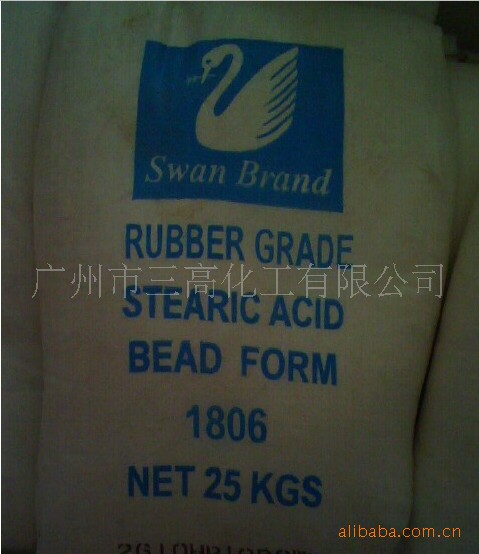 Swan Brand
RUBBER GRADE
广州市三高化工有限公司
STEARIC ACID
BEAD FORM
1806
NET 25 KGS
alibaba.com.cn